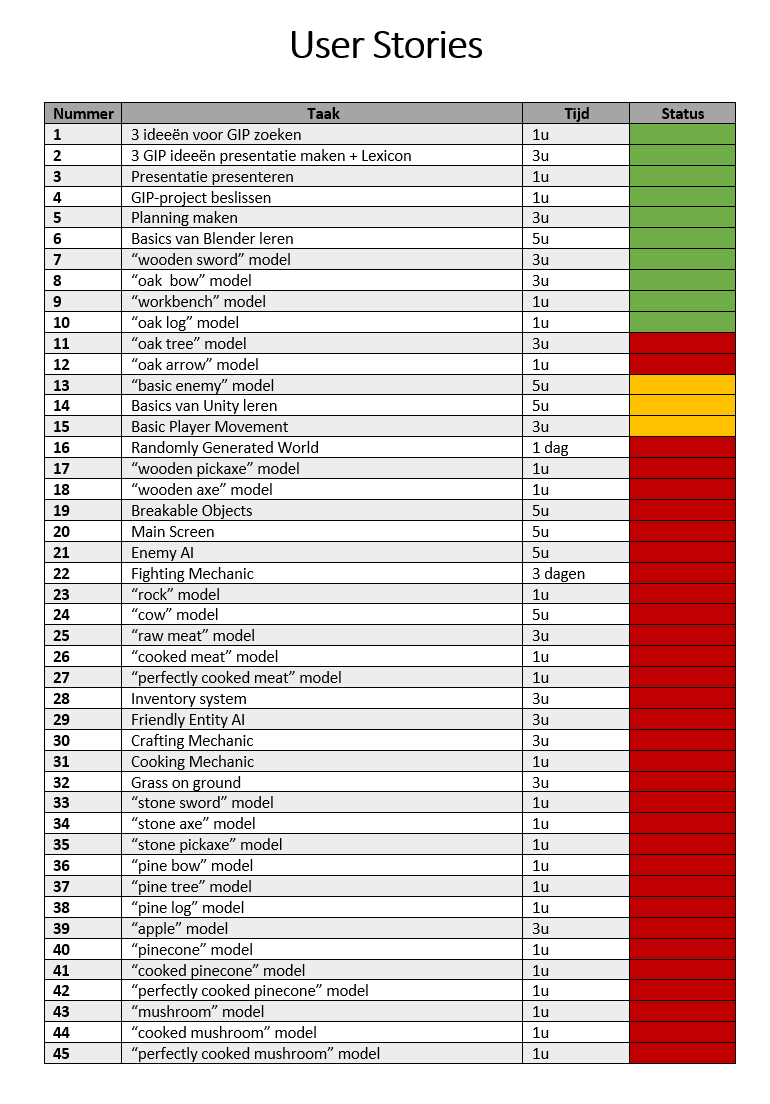 User Stories
Nummer Taak Tijd Status
1 3 ideeën voor GIP zoeken 1u
2 3 GIP ideeën presentatie maken + Lexicon 3u
3 Presentatie presenteren 1u
4 GIP-project beslissen 1u
5 Planning maken 3u
6 Basics van Blender leren 5u
7 “wooden sword” model 3u
8 “oak  bow” model 3u
9 “workbench” model 1u
10 “oak log” model 1u
11 “oak tree” model 3u
12 “oak arrow” model 1u
13 “basic enemy” model 5u
14 Basics van Unity leren 5u
15 Basic Player Movement 3u
16 Randomly Generated World 1 dag
17 “wooden pickaxe” model 1u
18 “wooden axe” model 1u
19 Breakable Objects 5u
20 Main Screen 5u
21 Enemy AI 5u
22 Fighting Mechanic 3 dagen
23 “rock” model 1u
24 “cow” model 5u
25 “raw meat” model 3u
26 “cooked meat” model 1u
27 “perfectly cooked meat” model 1u
28 Inventory system 3u
29 Friendly Entity AI 3u
30 Crafting Mechanic 3u
31 Cooking Mechanic 1u
32 Grass on ground 3u
33 “stone sword” model 1u
34 “stone axe” model 1u
35 “stone pickaxe” model 1u
36 “pine bow” model 1u
37 “pine tree” model 1u
38 “pine log” model 1u
39 “apple” model 3u
40 “pinecone” model 1u
41 “cooked pinecone” model 1u
42 “perfectly cooked pinecone” model 1u
43 “mushroom” model 1u
44 “cooked mushroom” model 1u
45 “perfectly cooked mushroom” model 1u